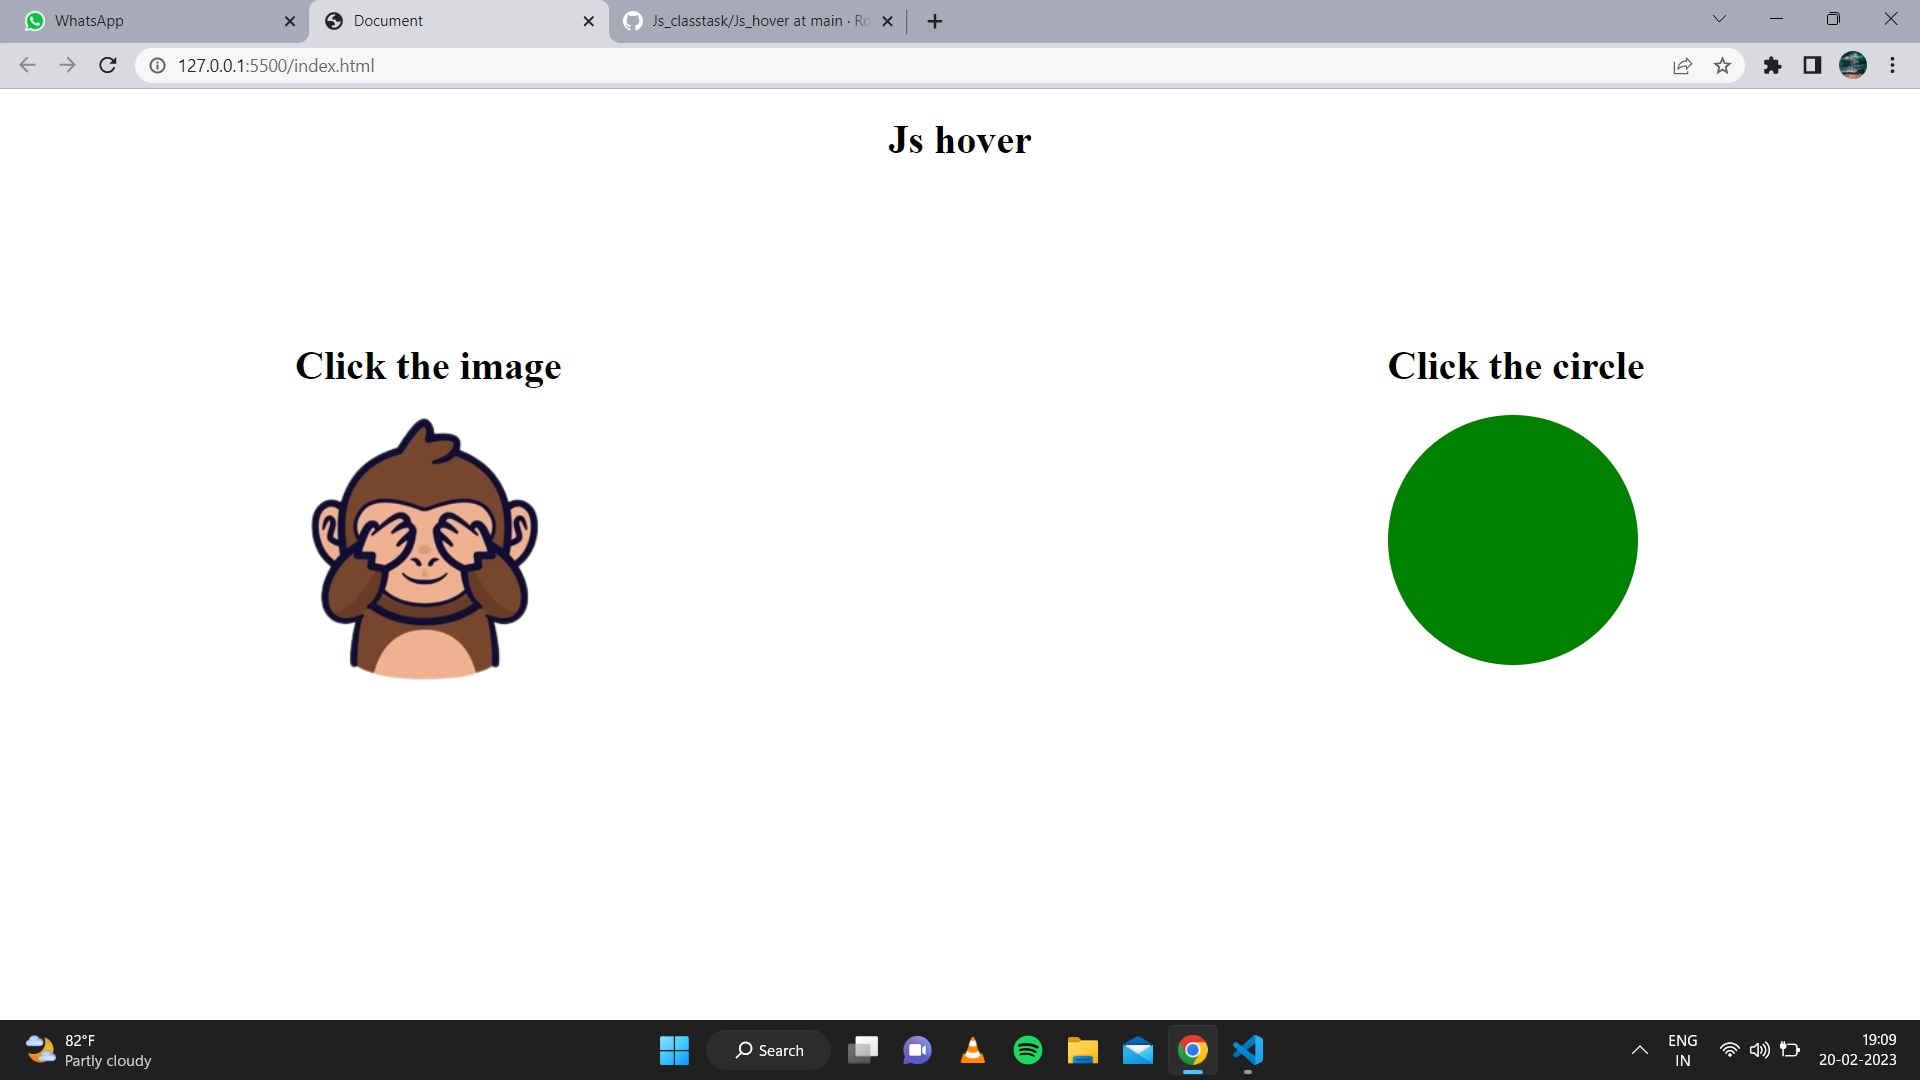 WhatsApp
Document
Js_classtask/Js_hover at main · Ro
127.0.0.1:5500/index.html
Js hover
Click the image
Click the circle
82°F
Partly cloudy
Search
ENG
IN
19:09
20-02-2023